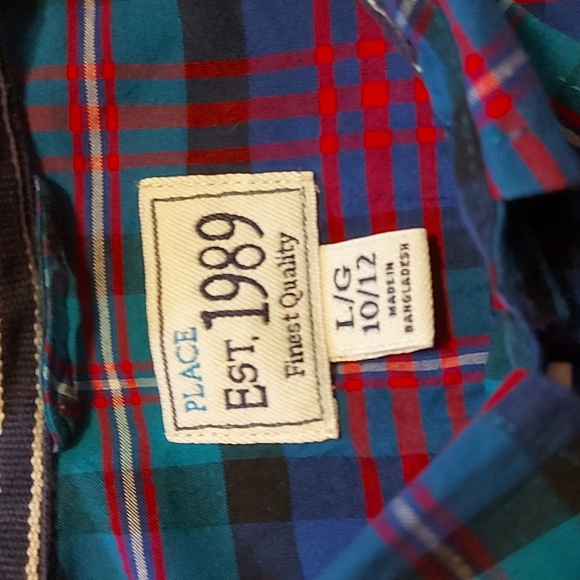 PLACE
EST. 1989
Finest Quality
L/G
10/12
MADE IN
BANGLADESH